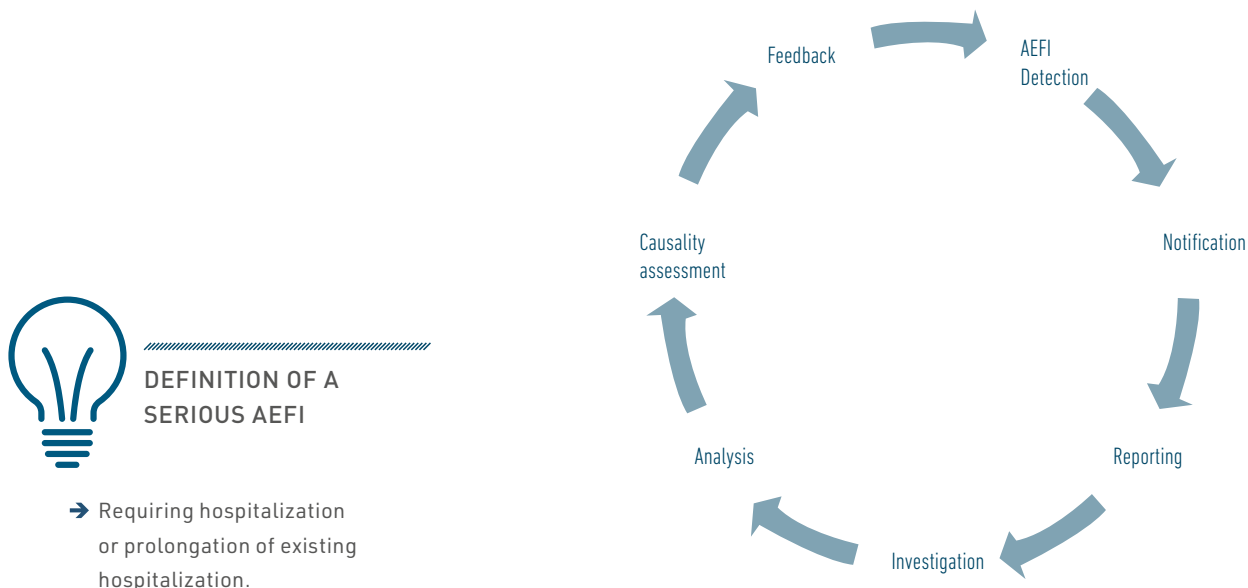 Feedback
AEFI
Detection
Notification
Reporting
Investigation
Analysis
Causality
assessment
DEFINITION OF A
SERIOUS AEFI
➔ Requiring hospitalization
or prolongation of existing
hospitalization.